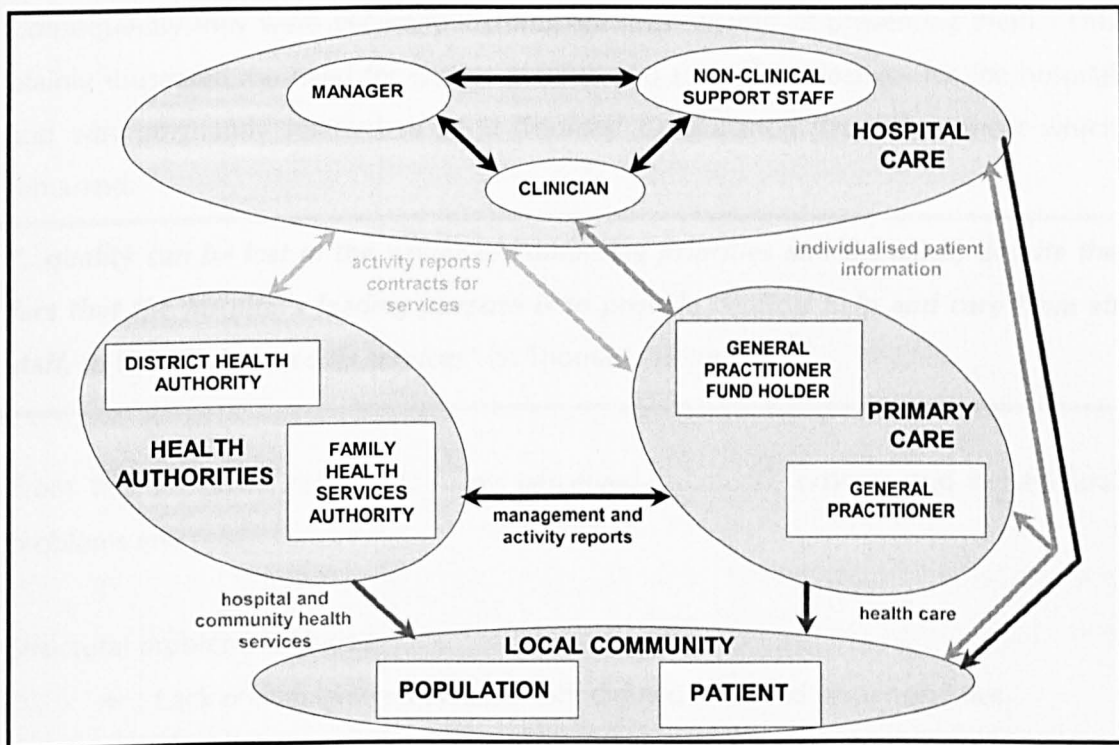 MANAGER
NON-CLINICAL
SUPPORT STAFF
HOSPITAL
CARE
CLINICIAN
activity reports /
contracts for
services
individualised patient
information
DISTRICT HEALTH
AUTHORITY
HEALTH
AUTHORITIES
FAMILY
HEALTH
SERVICES
AUTHORITY
GENERAL
PRACTITIONER
FUND HOLDER
PRIMARY
CARE
GENERAL
PRACTITIONER
management and
activity reports
hospital and
community health
services
health care
LOCAL COMMUNITY
POPULATION
PATIENT